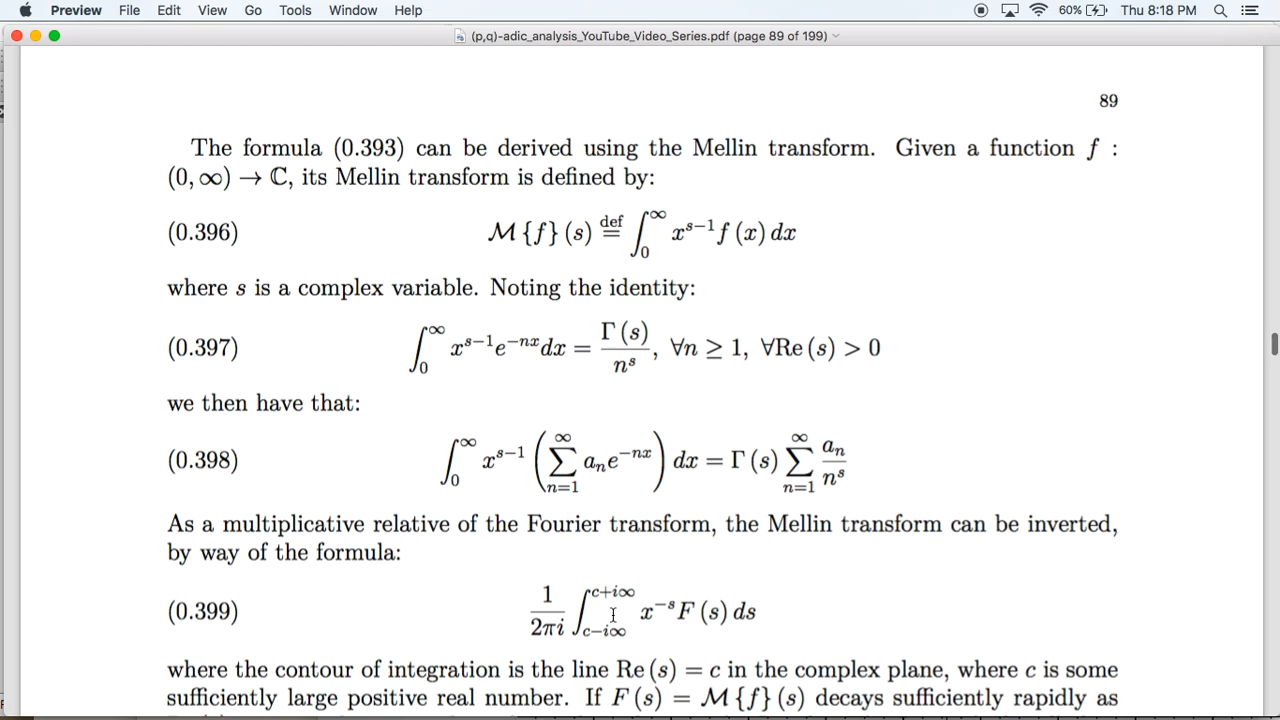 Preview File Edit View Go Tools Window Help 60% Thu 8:18 PM
(p,q)-adic_analysis_YouTube_Video_Series.pdf (page 89 of 199)
89
The formula (0.393) can be derived using the Mellin transform. Given a function f :
(0, ∞) → ℂ, its Mellin transform is defined by:
(0.396) ℳ{f}(s) ≝ ∫_0^∞ x^{s−1} f(x) dx
where s is a complex variable. Noting the identity:
(0.397) ∫_0^∞ x^{s−1} e^{−nx} dx = Γ(s)/n^s, ∀n ≥ 1, ∀Re(s) > 0
we then have that:
(0.398) ∫_0^∞ x^{s−1} (∑_{n=1}^∞ a_n e^{−nx}) dx = Γ(s) ∑_{n=1}^∞ a_n/n^s
As a multiplicative relative of the Fourier transform, the Mellin transform can be inverted,
by way of the formula:
(0.399) 1/2πi ∫_{c−i∞}^{c+i∞} x^{−s} F(s) ds
where the contour of integration is the line Re(s) = c in the complex plane, where c is some
sufficiently large positive real number. If F(s) = ℳ{f}(s) decays sufficiently rapidly as